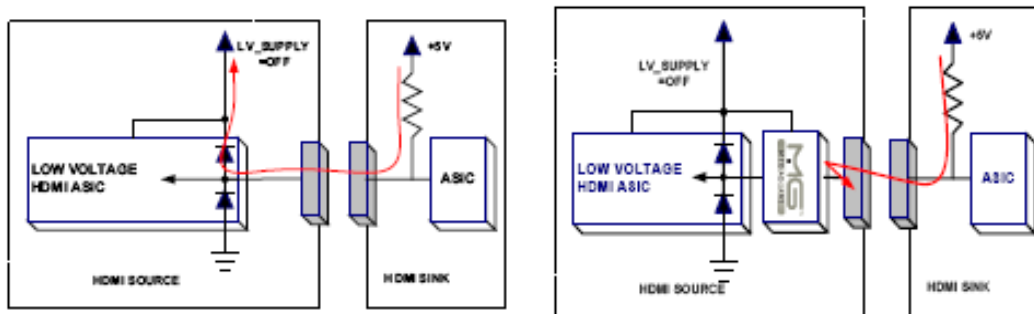 LV_SUPPLY
=OFF
+5V
LOW VOLTAGE
HDMI ASIC
ASIC
HDMI SOURCE
HDMI SINK
LV_SUPPLY
=OFF
+5V
LOW VOLTAGE
HDMI ASIC
MG
ASIC
HDMI SOURCE
HDMI SINK